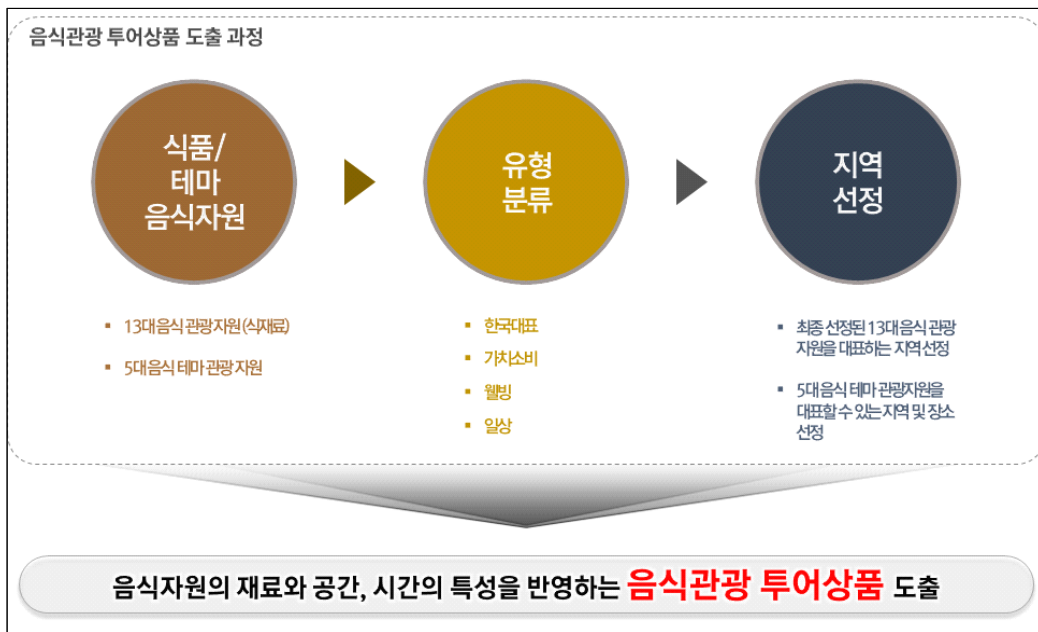 음식관광 투어상품 도출 과정
식품/
테마
음식자원
유형
분류
지역
선정
▪ 13대 음식 관광 자원 (식재료)
▪ 5대 음식 테마 관광 자원
▪ 한국대표
▪ 가치소비
▪ 웰빙
▪ 일상
▪ 최종 선정된 13대 음식 관광
자원을 대표하는 지역 선정
▪ 5대 음식 테마 관광자원을
대표할 수 있는 지역 및 장소
선정
음식자원의 재료와 공간, 시간의 특성을 반영하는 음식관광 투어상품 도출